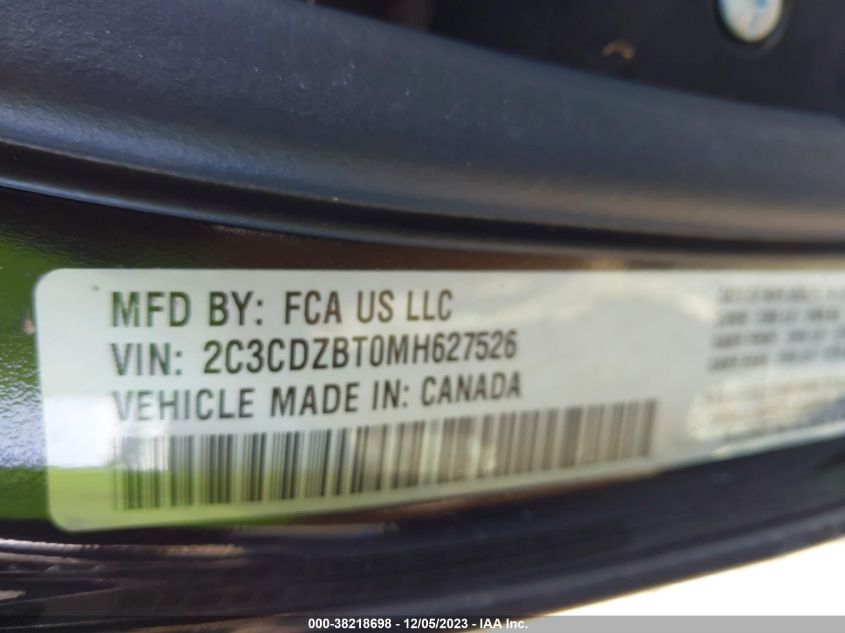 MFD BY: FCA US LLC
VIN: 2C3CDZBT0MH627526
VEHICLE MADE IN: CANADA
000-38218698 - 12/05/2023 - IAA Inc.